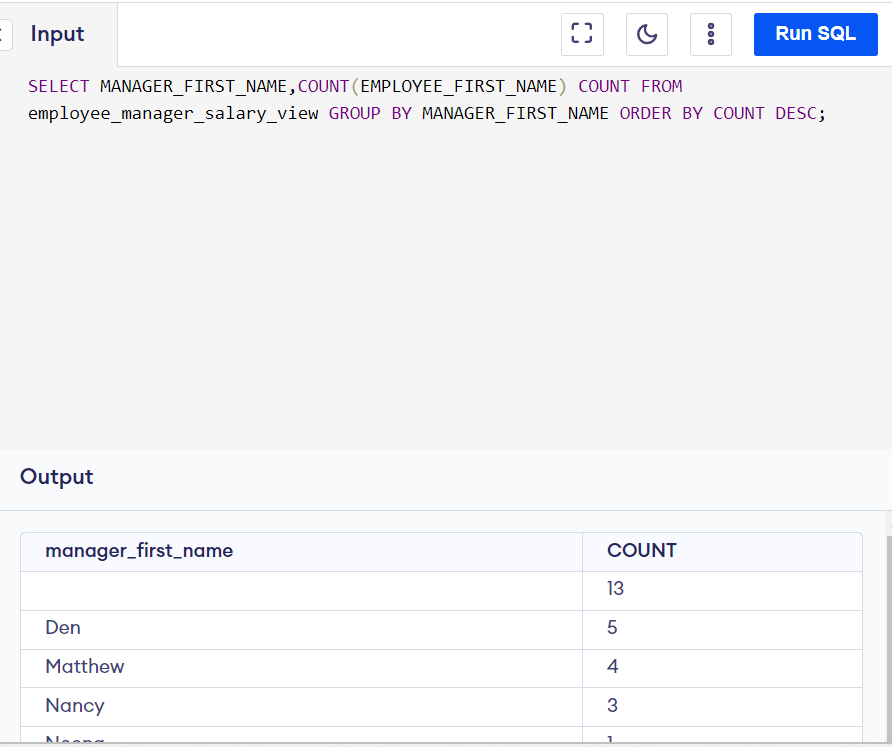 Input
Run SQL
SELECT MANAGER_FIRST_NAME,COUNT(EMPLOYEE_FIRST_NAME) COUNT FROM
employee_manager_salary_view GROUP BY MANAGER_FIRST_NAME ORDER BY COUNT DESC;
Output
manager_first_name COUNT
13
Den 5
Matthew 4
Nancy 3